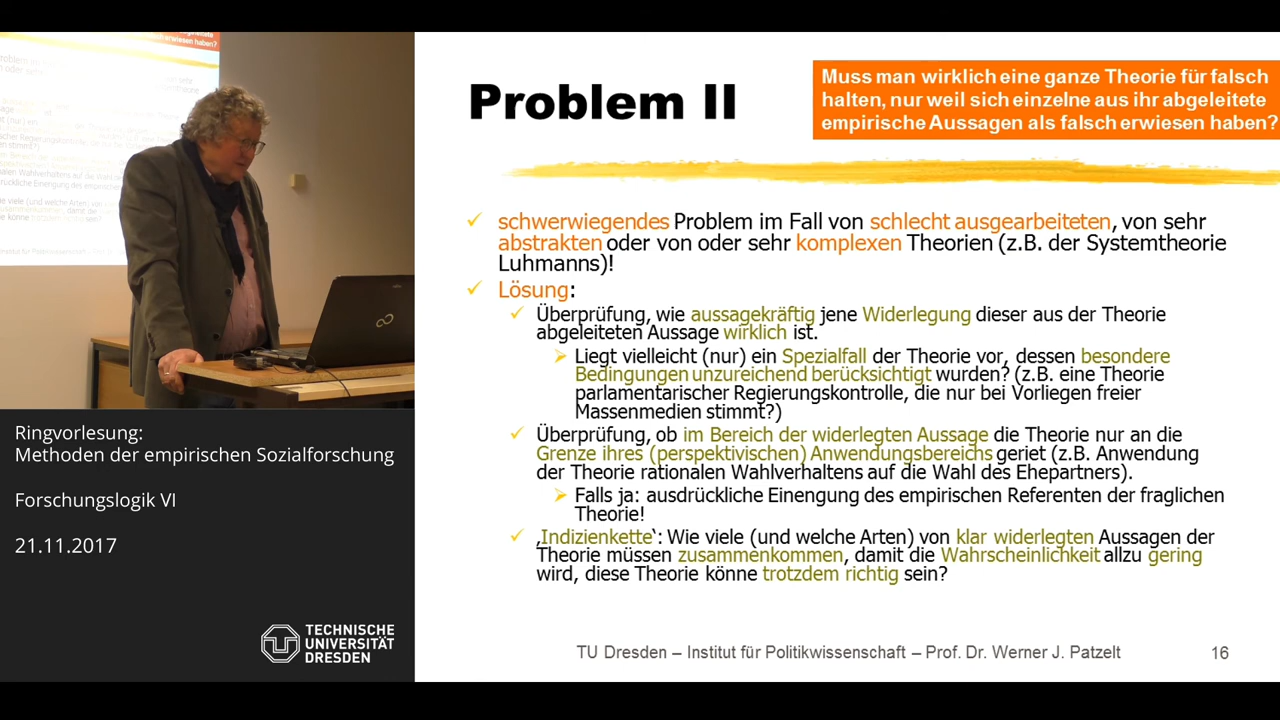 Problem II
Muss man wirklich eine ganze Theorie für falsch
halten, nur weil sich einzelne aus ihr abgeleitete
empirische Aussagen als falsch erwiesen haben?
schwerwiegendes Problem im Fall von schlecht ausgearbeiteten, von sehr
abstrakten oder von oder sehr komplexen Theorien (z.B. der Systemtheorie
Luhmanns)!
Lösung:
Überprüfung, wie aussagekräftig jene Widerlegung dieser aus der Theorie
abgeleiteten Aussage wirklich ist.
Liegt vielleicht (nur) ein Spezialfall der Theorie vor, dessen besondere
Bedingungen unzureichend berücksichtigt wurden? (z.B. eine Theorie
parlamentarischer Regierungskontrolle, die nur bei Vorliegen freier
Massenmedien stimmt?)
Überprüfung, ob im Bereich der widerlegten Aussage die Theorie nur an die
Grenze ihres (perspektivischen) Anwendungsbereichs geriet (z.B. Anwendung
der Theorie rationalen Wahlverhaltens auf die Wahl des Ehepartners).
Falls ja: ausdrückliche Einengung des empirischen Referenten der fraglichen
Theorie!
‚Indizienkette‘: Wie viele (und welche Arten) von klar widerlegten Aussagen der
Theorie müssen zusammenkommen, damit die Wahrscheinlichkeit allzu gering
wird, diese Theorie könne trotzdem richtig sein?
TU Dresden – Institut für Politikwissenschaft – Prof. Dr. Werner J. Patzelt
16
Ringvorlesung:
Methoden der empirischen Sozialforschung
Forschungslogik VI
21.11.2017
TECHNISCHE
UNIVERSITÄT
DRESDEN